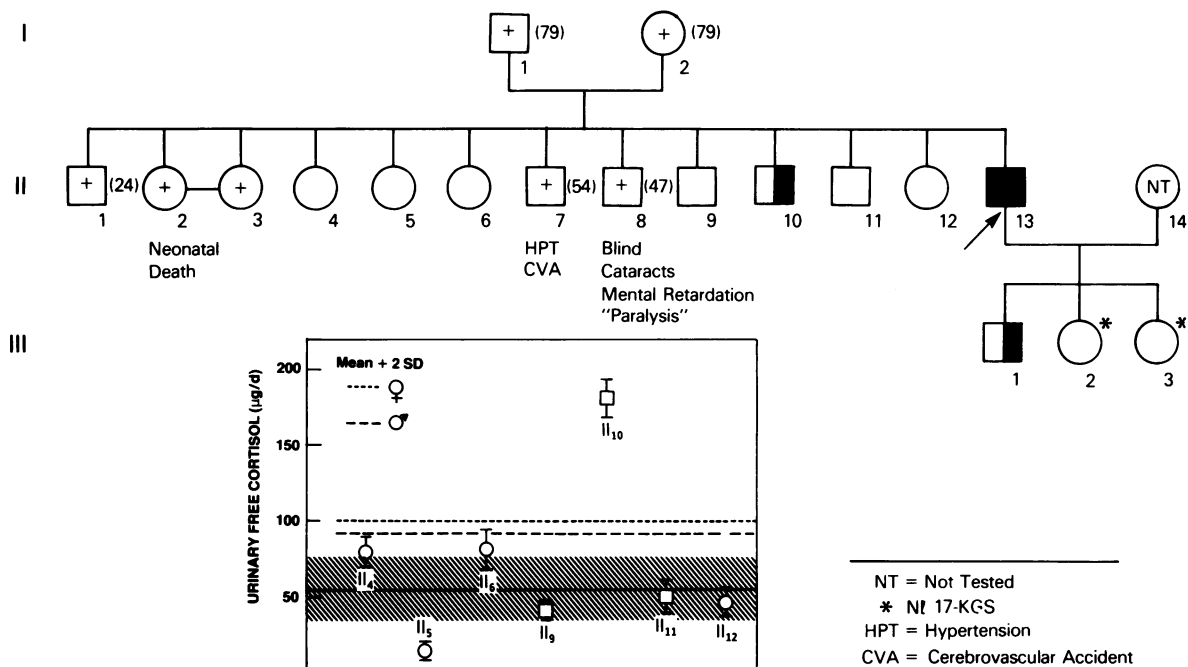 I
+ (79)
+ (79)
1
2
II
+ (24)
+
+
+ (54)
+ (47)
NT
1
2
3
4
5
6
7
8
9
10
11
12
13
14
Neonatal
Death
HPT
CVA
Blind
Cataracts
Mental Retardation
"Paralysis"
III
*
*
1
2
3
Mean + 2 SD
♀
♂
URINARY FREE CORTISOL (µg/d)
200
150
100
50
II10
II4
II6
II5
II9
II11
II12
NT = Not Tested
* Nl 17-KGS
HPT = Hypertension
CVA = Cerebrovascular Accident